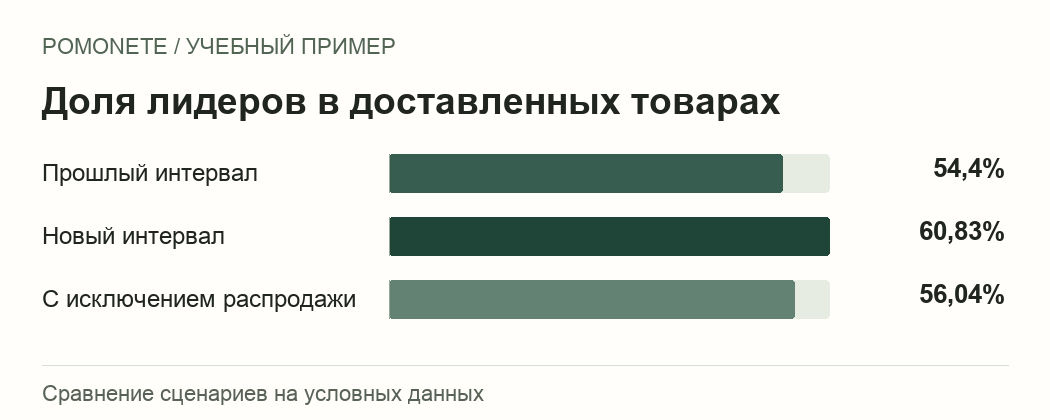 POMONETE / УЧЕБНЫЙ ПРИМЕР
Доля лидеров в доставленных товарах
Прошлый интервал 54,4%
Новый интервал 60,83%
С исключением распродажи 56,04%
Сравнение сценариев на условных данных